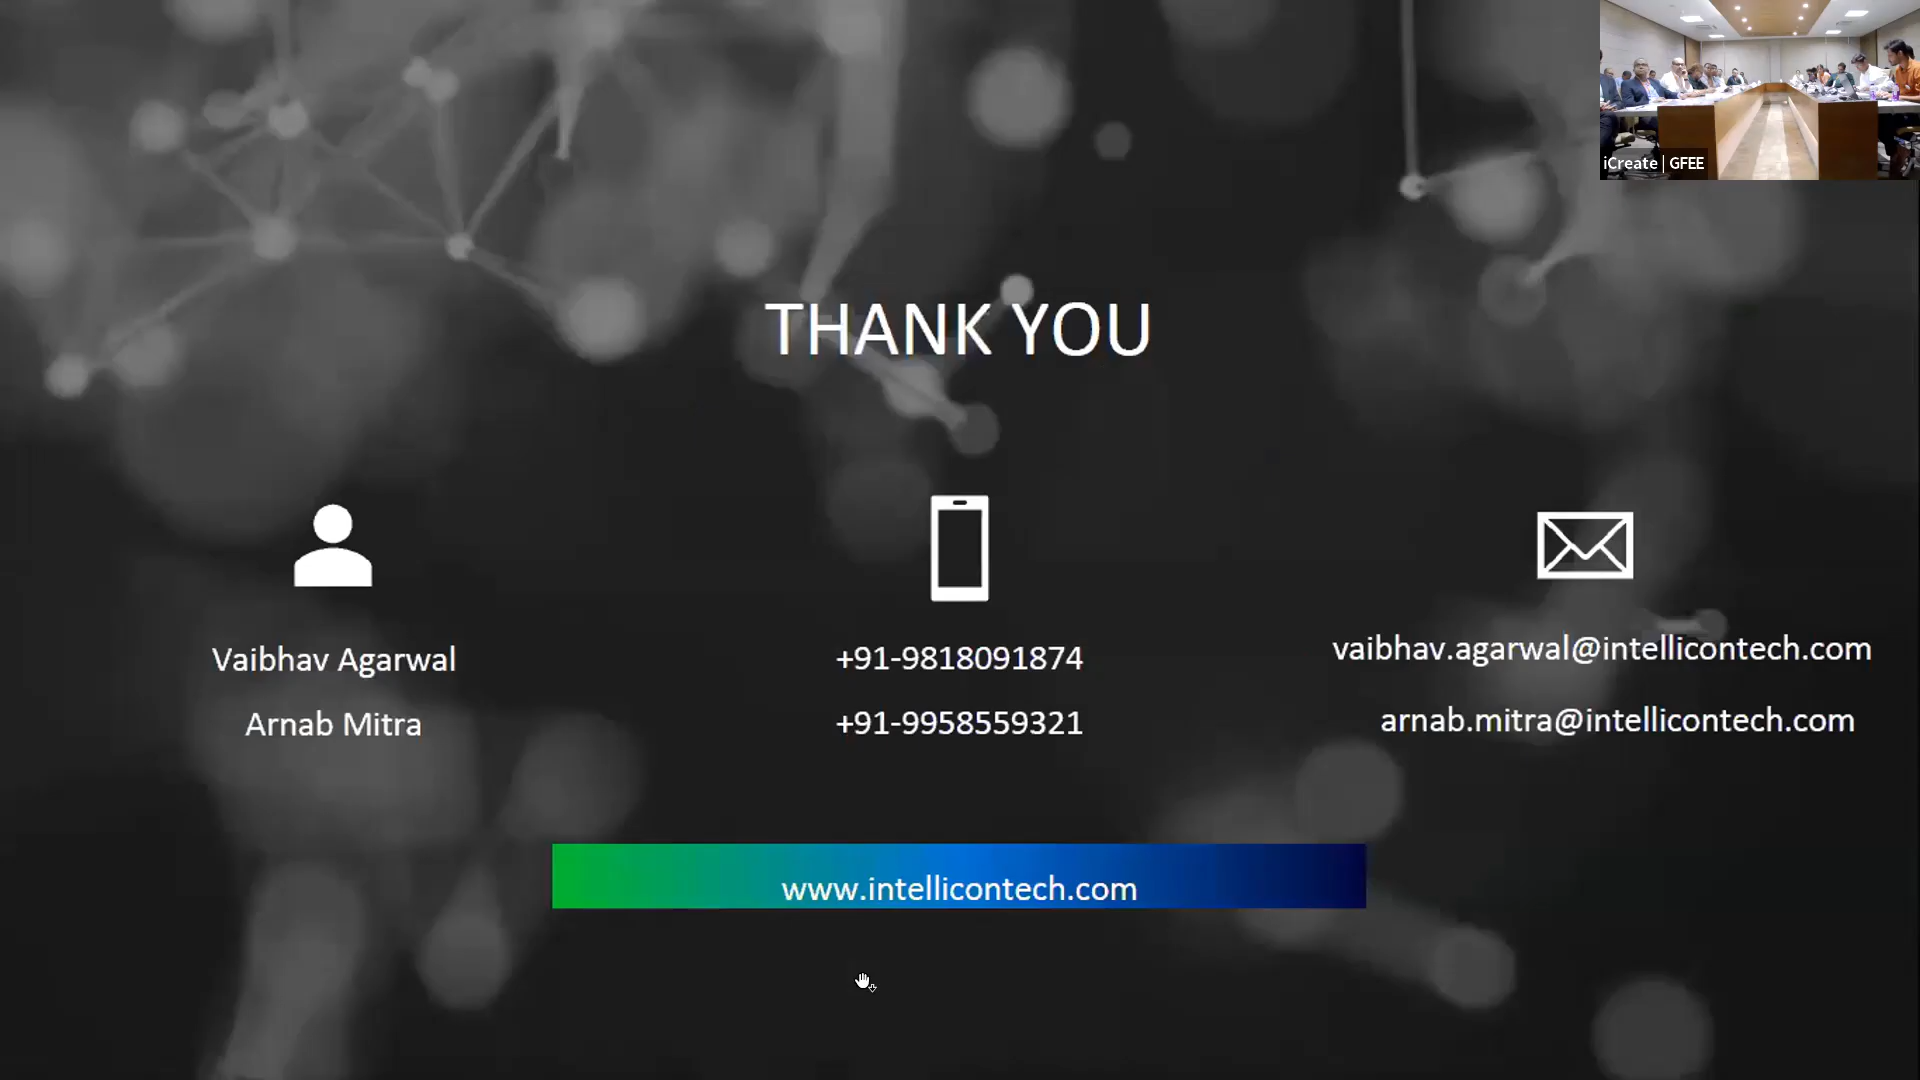 iCreate | GFEE
THANK YOU
Vaibhav Agarwal
+91-9818091874
vaibhav.agarwal@intellicontech.com
Arnab Mitra
+91-9958559321
arnab.mitra@intellicontech.com
www.intellicontech.com